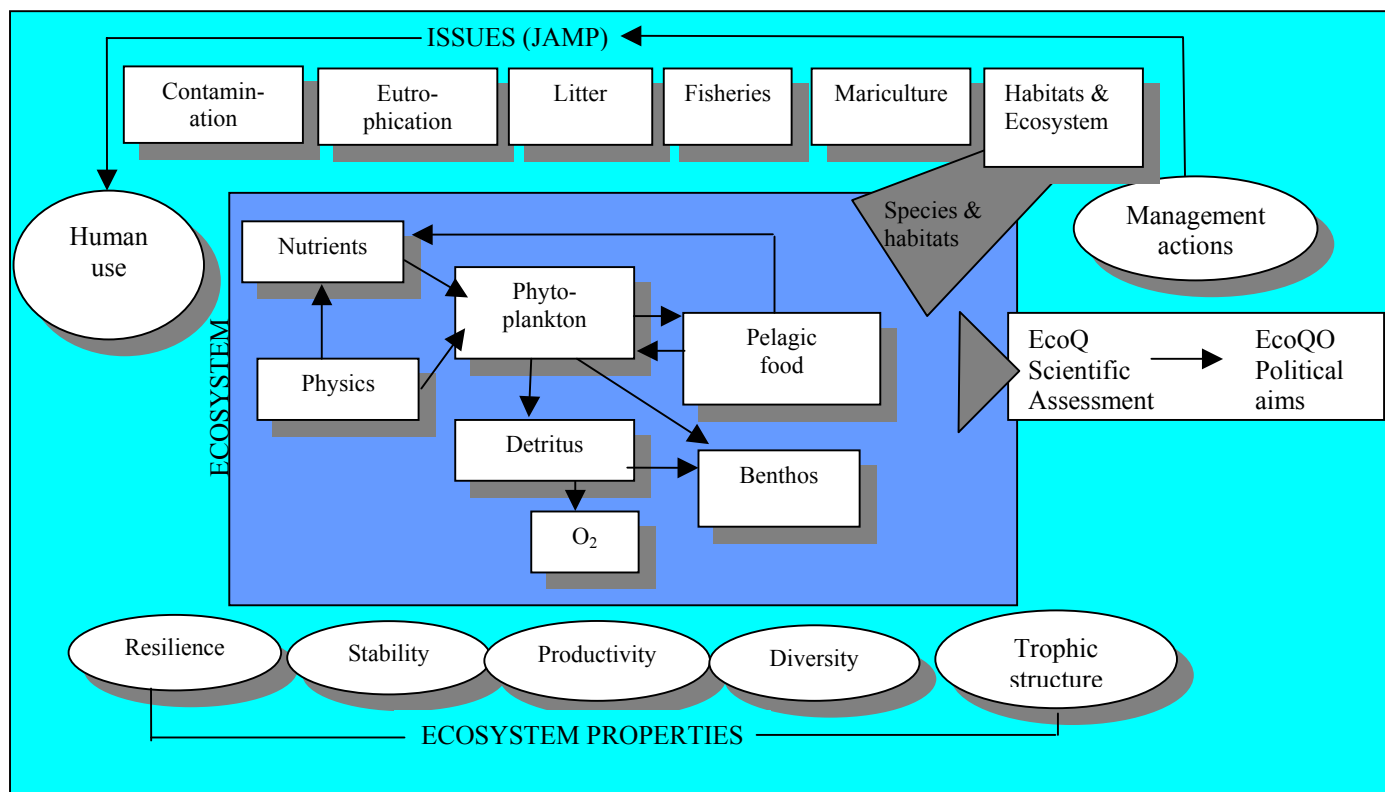 ISSUES (JAMP)
Contamin-
ation
Eutro-
phication
Litter
Fisheries
Mariculture
Habitats &
Ecosystem
Human
use
Species &
habitats
Management
actions
Nutrients
Phyto-
plankton
Pelagic
food
Physics
ECOSYSTEM
EcoQ
Scientific
Assessment
EcoQO
Political
aims
Detritus
Benthos
O₂
Resilience
Stability
Productivity
Diversity
Trophic
structure
ECOSYSTEM PROPERTIES